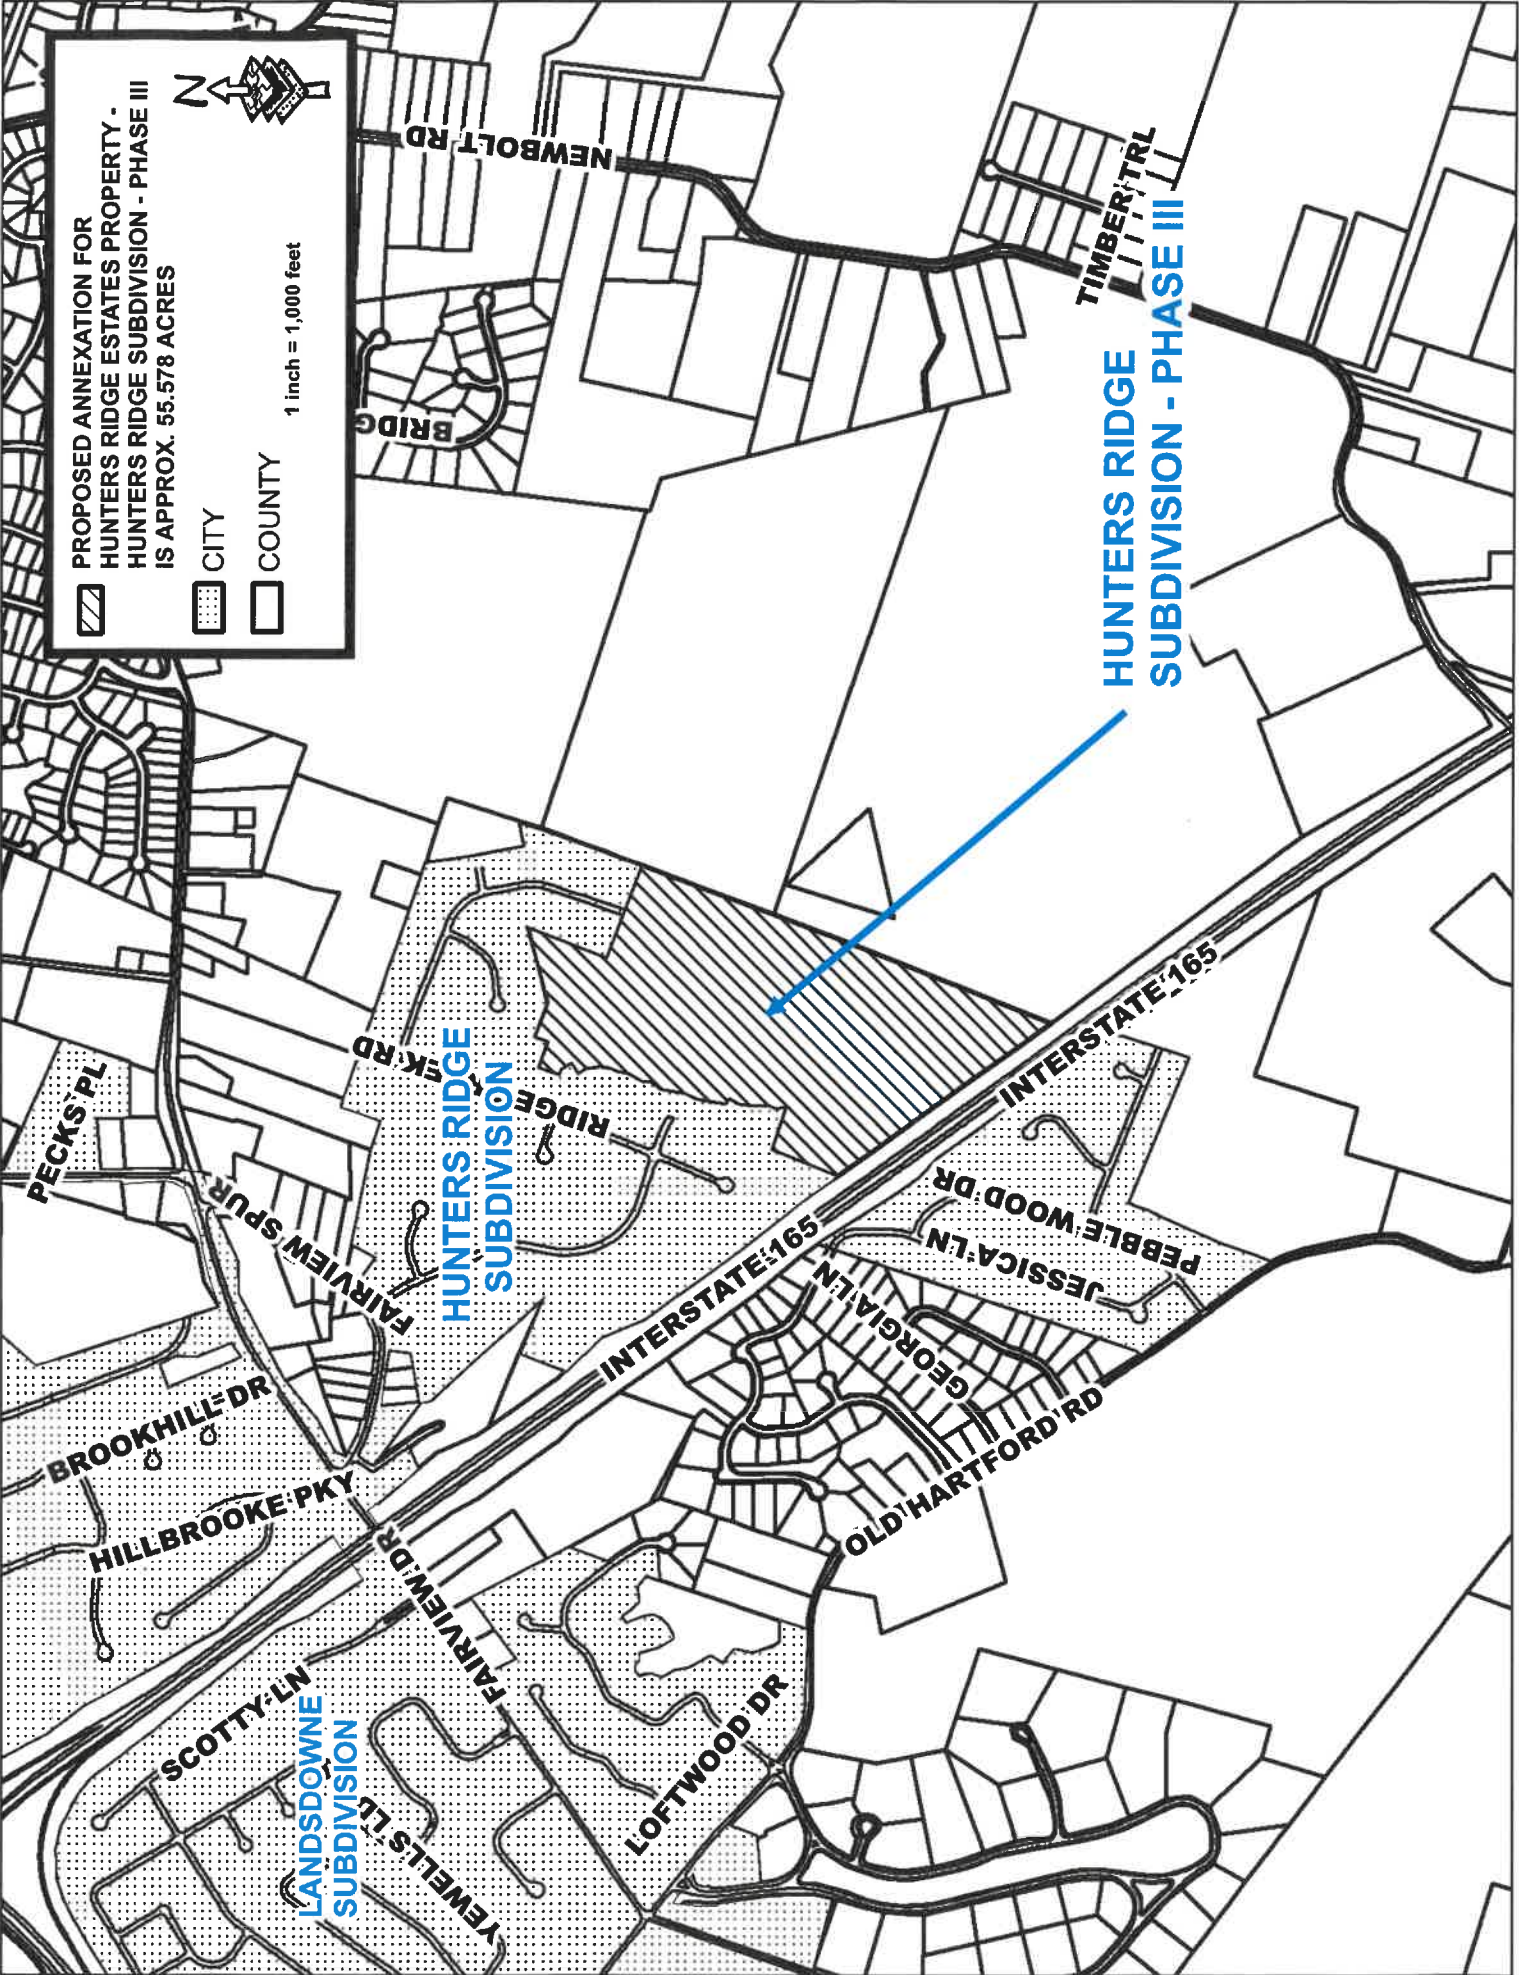 PROPOSED ANNEXATION FOR
HUNTERS RIDGE ESTATES PROPERTY -
HUNTERS RIDGE SUBDIVISION - PHASE III
IS APPROX. 55.578 ACRES
CITY
COUNTY
1 inch = 1,000 feet
N
PECKS PL
FAIRVIEW SPUR
BROOKHILL DR
HILLBROOKE PKY
SCOTTY LN
LANDSDOWNE
SUBDIVISION
YEWELLS
FAIRVIEW DR
LOFTWOOD DR
OLD HARTFORD RD
GEORGIA LN
JESSICA LN
PEBBLE WOOD DR
INTERSTATE 165
INTERSTATE 165
HUNTERS RIDGE
SUBDIVISION
RIDGE
RD
HUNTERS RIDGE
SUBDIVISION - PHASE III
NEWBOLT RD
BRIDG
TIMBER TRL